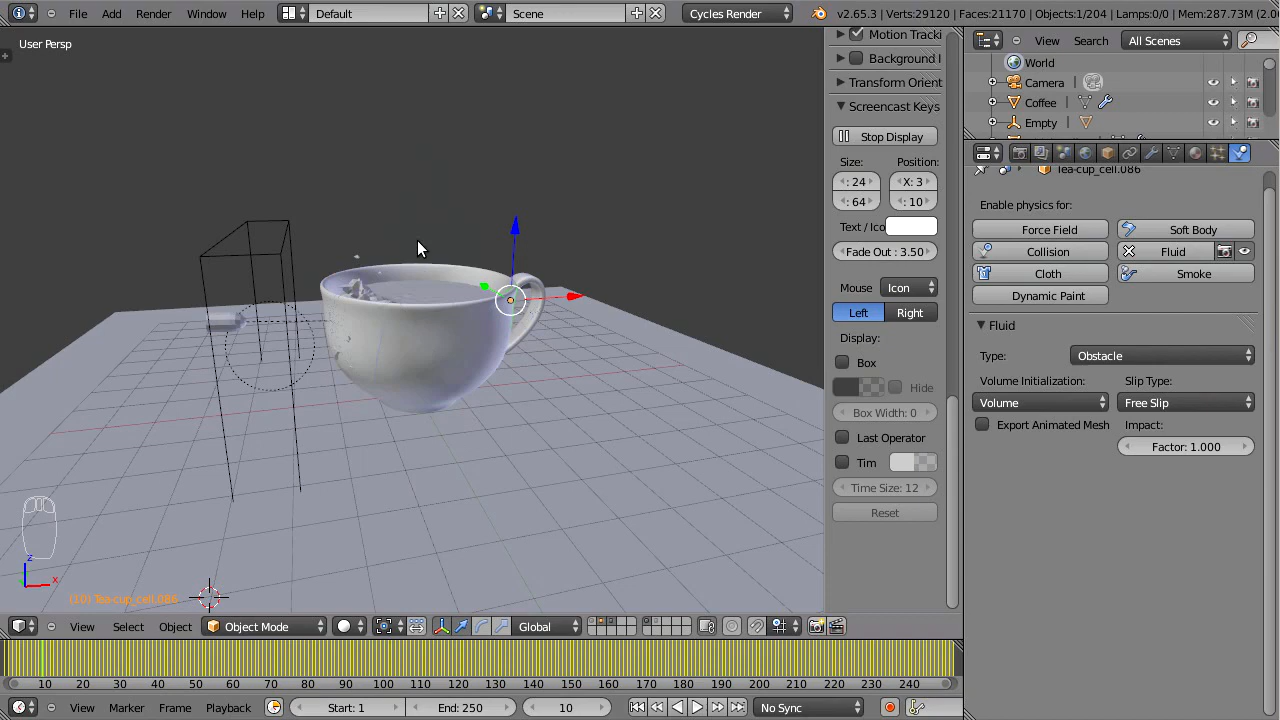 File Add Render Window Help Default Scene Cycles Render v2.65.3 | Verts:29120 | Faces:21170 | Objects:1/204 | Lamps:0/0 | Mem:287.73M (2.0
User Persp
Motion Tracki
Background I
Transform Orient
Screencast Keys
Stop Display
Size: Position:
: 24 X: 3
: 64 : 10
Text / Ico
Fade Out : 3.50
Mouse Icon
Left Right
Display:
Box
Hide
Box Width: 0
Last Operator
Tim
Time Size: 12
Reset
View Search All Scenes
World
Camera
Coffee
Empty
Tea-cup_cell.086
Enable physics for:
Force Field Soft Body
Collision Fluid
Cloth Smoke
Dynamic Paint
Fluid
Type: Obstacle
Volume Initialization: Slip Type:
Volume Free Slip
Export Animated Mesh Impact:
Factor: 1.000
z
x
(10) Tea-cup_cell.086
View Select Object Object Mode Global
10 20 30 40 50 60 70 80 90 100 110 120 130 140 150 160 170 180 190 200 210 220 230 240
View Marker Frame Playback Start: 1 End: 250 10 No Sync